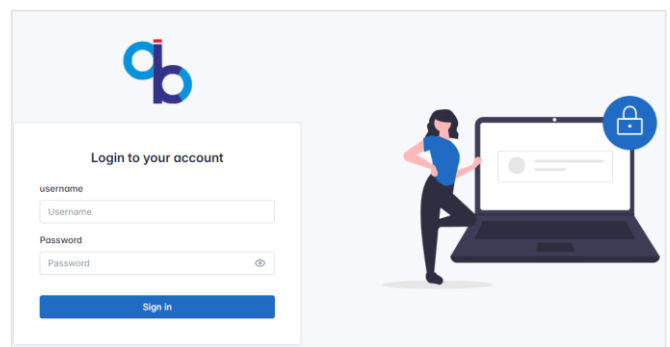 Login to your account
username
Username
Password
Password
Sign in